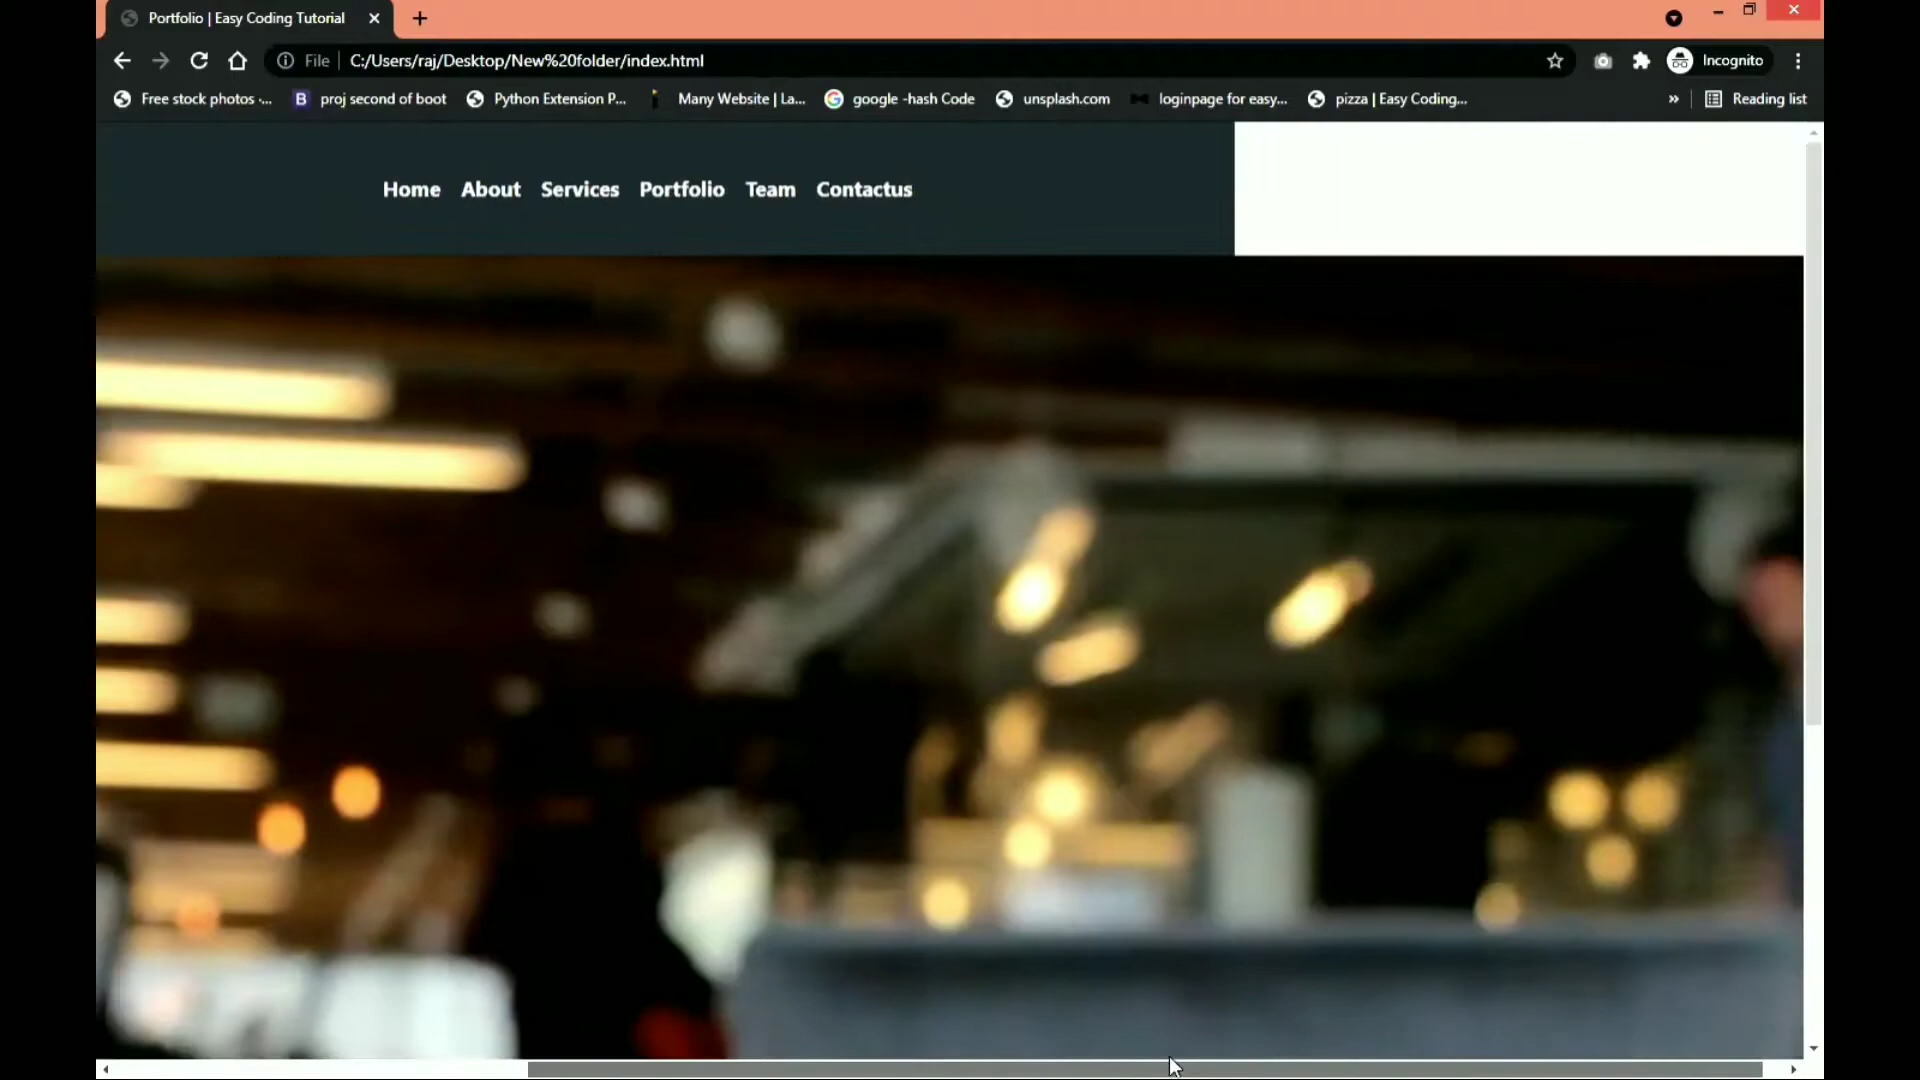 Portfolio | Easy Coding Tutorial
File C:/Users/raj/Desktop/New%20folder/index.html Incognito
Free stock photos -... B proj second of boot Python Extension P... Many Website | La... google -hash Code unsplash.com loginpage for easy... pizza | Easy Coding... » Reading list
Home About Services Portfolio Team Contactus